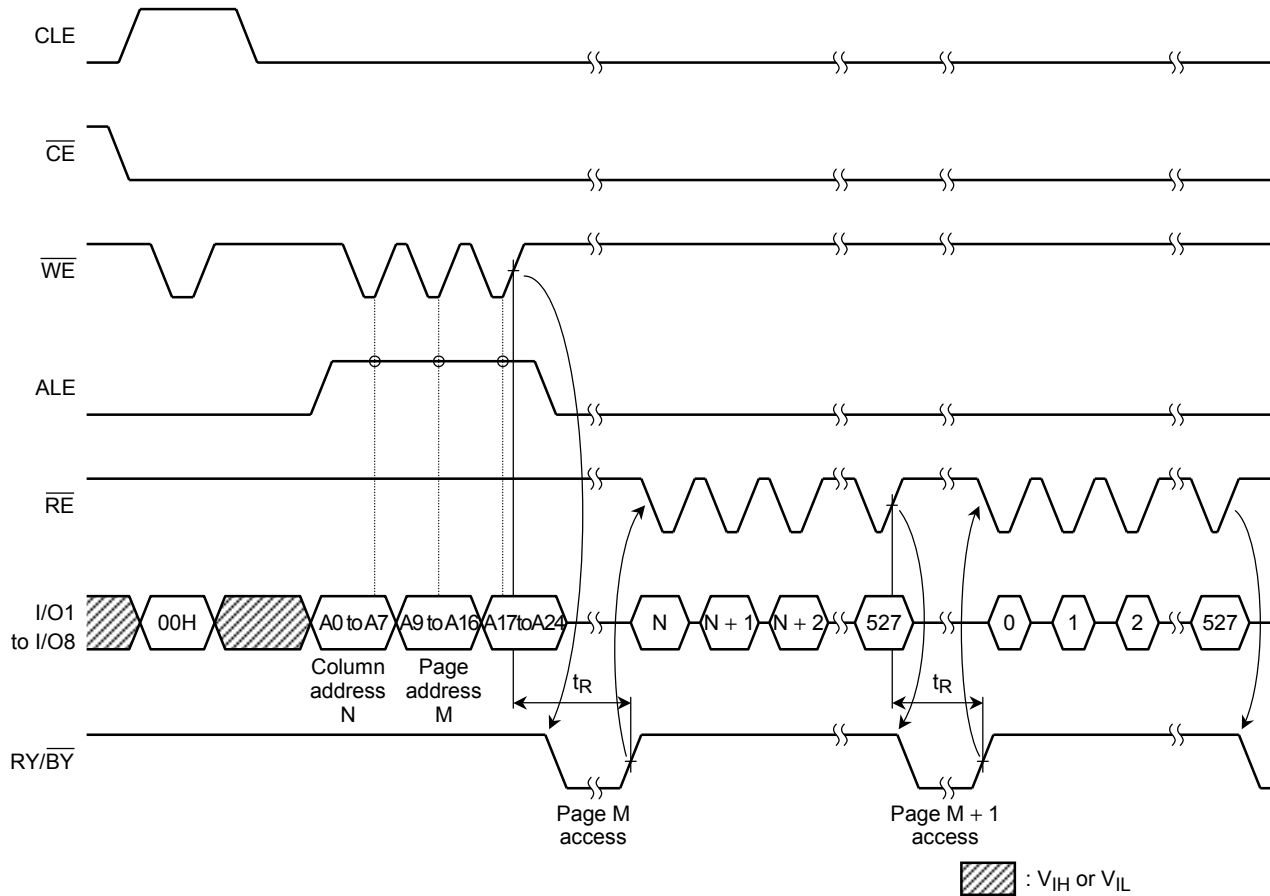 CLE
CE
WE
ALE
RE
I/O1
to I/O8
00H
A0 to A7
A9 to A16
A17 to A24
N
N + 1
N + 2
527
0
1
2
527
Column
address
N
Page
address
M
tR
tR
RY/BY
Page M
access
Page M + 1
access
: VIH or VIL